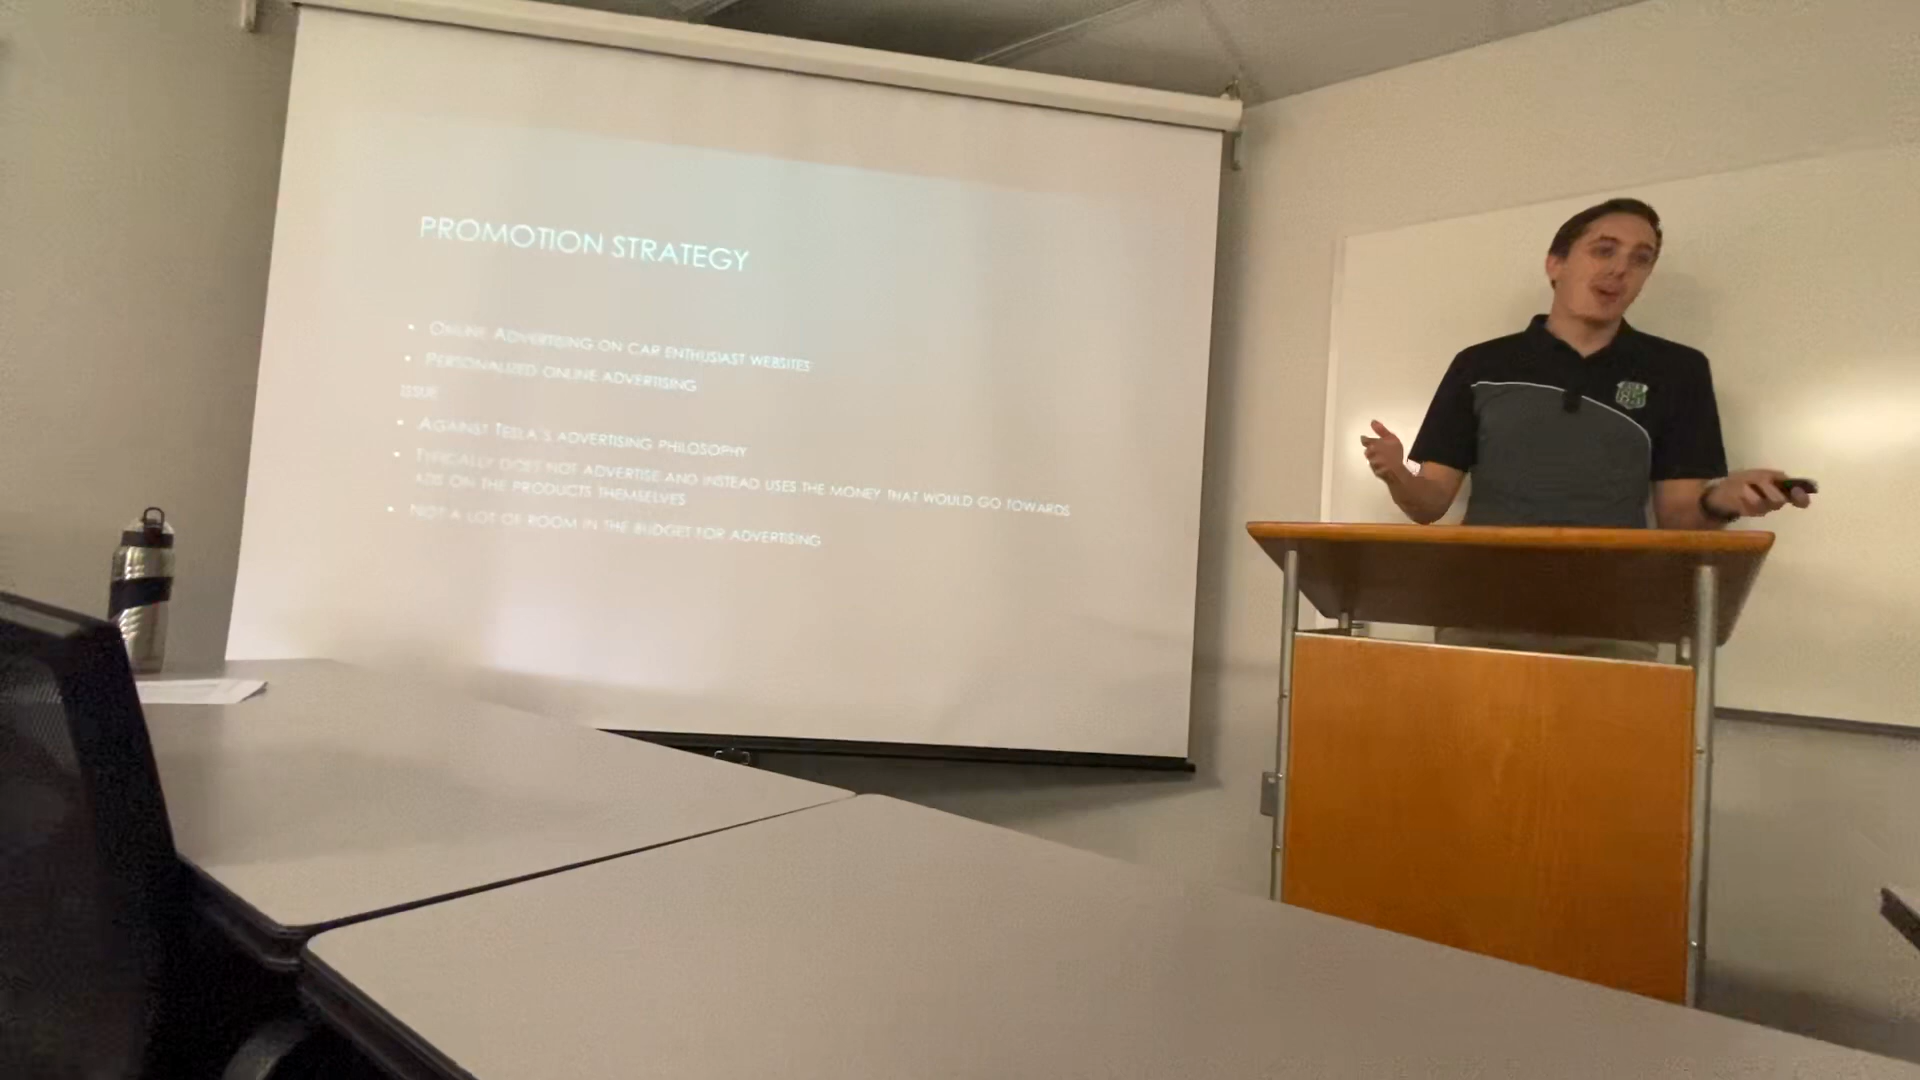 PROMOTION STRATEGY
• ONLINE ADVERTISING ON CAR ENTHUSIAST WEBSITES
• PERSONALIZED ONLINE ADVERTISING
ISSUE
• AGAINST TESLA'S ADVERTISING PHILOSOPHY
• TYPICALLY DOES NOT ADVERTISE AND INSTEAD USES THE MONEY THAT WOULD GO TOWARDS
ADS ON THE PRODUCTS THEMSELVES
• NOT A LOT OF ROOM IN THE BUDGET FOR ADVERTISING